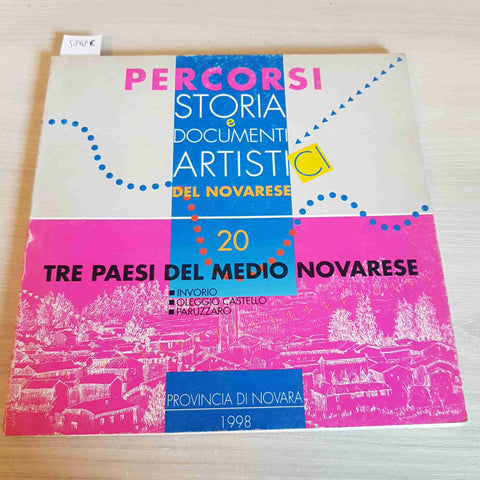 PERCORSI
STORIA
e
DOCUMENTI
ARTISTICI
DEL NOVARESE
20
TRE PAESI DEL MEDIO NOVARESE
INVORIO
OLEGGIO CASTELLO
PARUZZARO
PROVINCIA DI NOVARA
1998